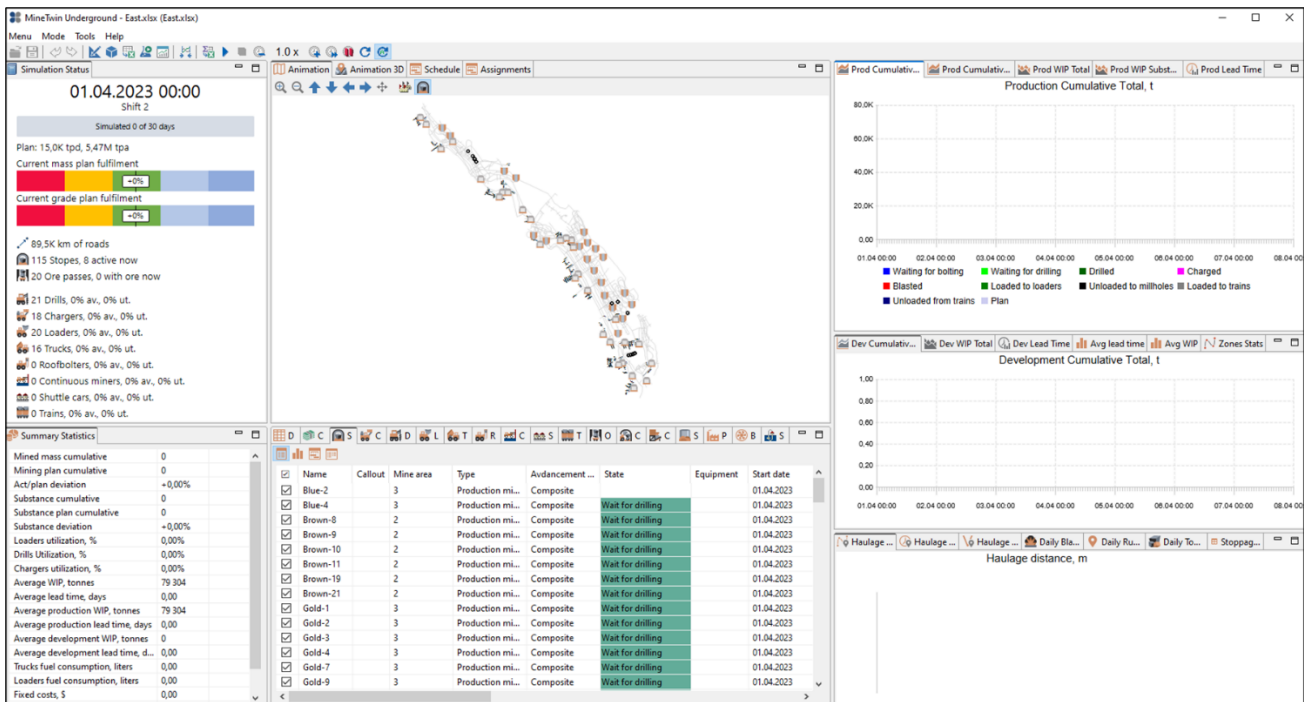 MineTwin Underground - East.xlsx (East.xlsx)
Menu Mode Tools Help
1.0 x
Simulation Status
01.04.2023 00:00
Shift 2
Simulated 0 of 30 days
Plan: 15,0K tpd, 5,47M tpa
Current mass plan fulfilment
+0%
Current grade plan fulfilment
+0%
89,5K km of roads
115 Stopes, 8 active now
20 Ore passes, 0 with ore now
21 Drills, 0% av., 0% ut.
18 Chargers, 0% av., 0% ut.
20 Loaders, 0% av., 0% ut.
16 Trucks, 0% av., 0% ut.
0 Roofbolters, 0% av., 0% ut.
0 Continuous miners, 0% av., 0% ut.
0 Shuttle cars, 0% av., 0% ut.
0 Trains, 0% av., 0% ut.
Animation Animation 3D Schedule Assignments
Prod Cumulativ... Prod Cumulativ... Prod WIP Total Prod WIP Subst... Prod Lead Time
Production Cumulative Total, t
80,0K
60,0K
40,0K
20,0K
0,00
01.04 00:00 02.04 00:00 03.04 00:00 04.04 00:00 05.04 00:00 06.04 00:00 07.04 00:00 08.04 00
Waiting for bolting Waiting for drilling Drilled Charged
Blasted Loaded to loaders Unloaded to millholes Loaded to trains
Unloaded from trains Plan
Dev Cumulativ... Dev WIP Total Dev Lead Time Avg lead time Avg WIP Zones Stats
Development Cumulative Total, t
1,00
0,80
0,60
0,40
0,20
0,00
01.04 00:00 02.04 00:00 03.04 00:00 04.04 00:00 05.04 00:00 06.04 00:00 07.04 00:00 08.04 00
Summary Statistics
Mined mass cumulative 0
Mining plan cumulative 0
Act/plan deviation +0,00%
Substance cumulative 0
Substance plan cumulative 0
Substance deviation +0,00%
Loaders utilization, % 0,00%
Drills Utilization, % 0,00%
Chargers utilization, % 0,00%
Average WIP, tonnes 79 304
Average lead time, days 0,00
Average production WIP, tonnes 79 304
Average production lead time, days 0,00
Average development WIP, tonnes 0
Average development lead time, d... 0,00
Trucks fuel consumption, liters 0,00
Loaders fuel consumption, liters 0,00
Fixed costs, $ 0,00
D C S C D L T R C S T O C C S P B S
Name Callout Mine area Type Avdancement ... State Equipment Start date
Blue-2 3 Production mi... Composite 01.04.2023
Blue-4 3 Production mi... Composite Wait for drilling 01.04.2023
Brown-8 2 Production mi... Composite Wait for drilling 01.04.2023
Brown-9 2 Production mi... Composite Wait for drilling 01.04.2023
Brown-10 2 Production mi... Composite Wait for drilling 01.04.2023
Brown-11 2 Production mi... Composite Wait for drilling 01.04.2023
Brown-19 2 Production mi... Composite Wait for drilling 01.04.2023
Brown-21 2 Production mi... Composite Wait for drilling 01.04.2023
Gold-1 3 Production mi... Composite Wait for drilling 01.04.2023
Gold-2 3 Production mi... Composite Wait for drilling 01.04.2023
Gold-3 3 Production mi... Composite Wait for drilling 01.04.2023
Gold-4 3 Production mi... Composite Wait for drilling 01.04.2023
Gold-7 3 Production mi... Composite Wait for drilling 01.04.2023
Gold-9 3 Production mi... Composite Wait for drilling 01.04.2023
Haulage ... Haulage ... Haulage ... Daily Bla... Daily Ru... Daily To... Stoppag...
Haulage distance, m